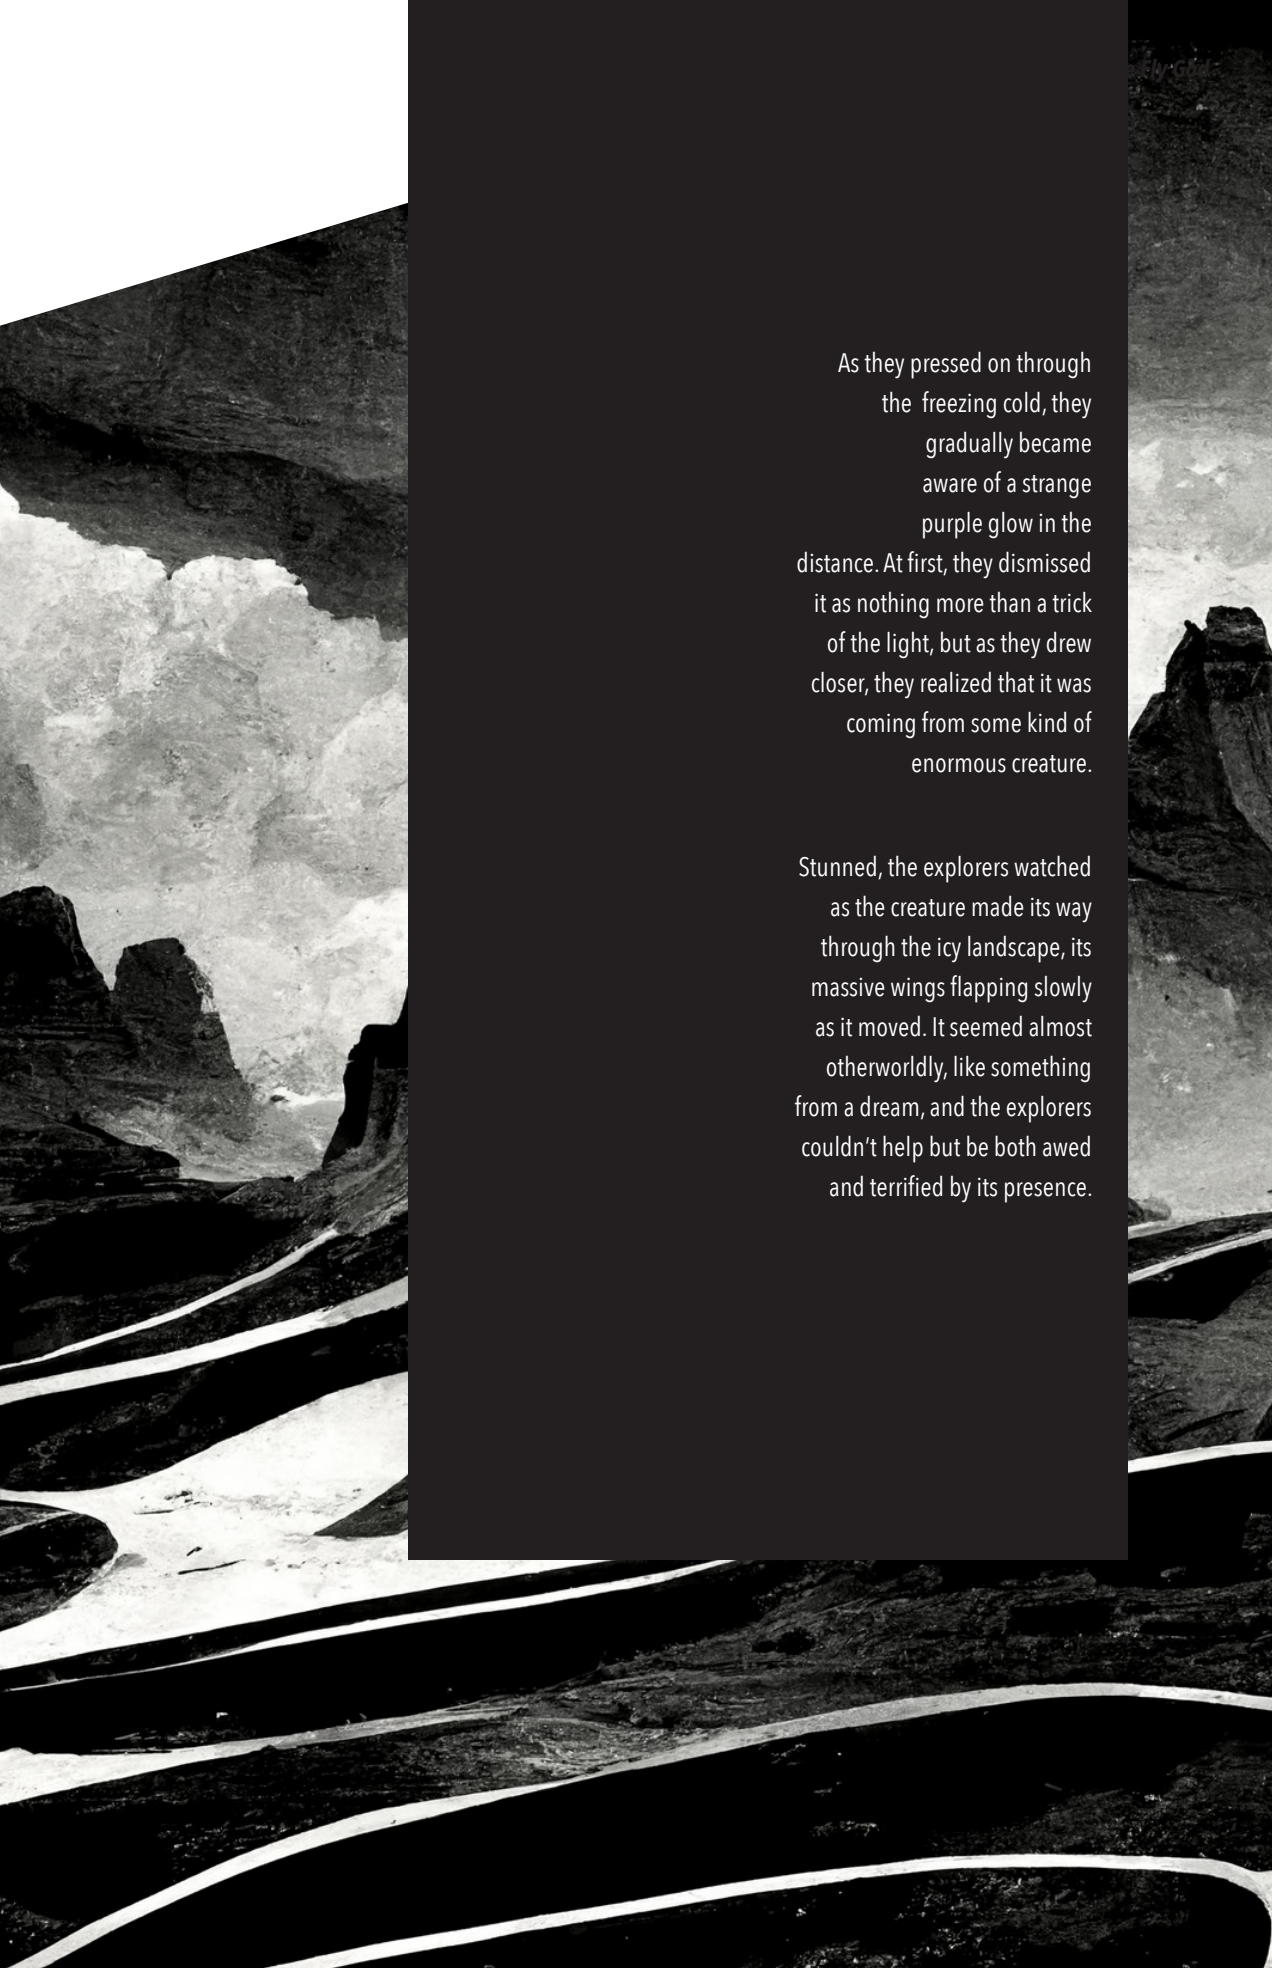 Fly God
As they pressed on through
the  freezing cold, they
gradually became
aware of a strange
purple glow in the
distance. At first, they dismissed
it as nothing more than a trick
of the light, but as they drew
closer, they realized that it was
coming from some kind of
enormous creature.
Stunned, the explorers watched
as the creature made its way
through the icy landscape, its
massive wings flapping slowly
as it moved. It seemed almost
otherworldly, like something
from a dream, and the explorers
couldn’t help but be both awed
and terrified by its presence.